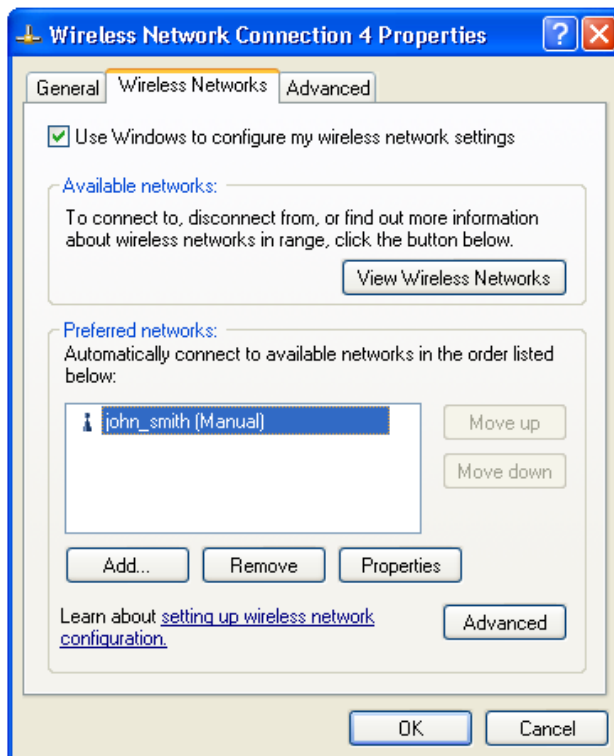 Wireless Network Connection 4 Properties
General
Wireless Networks
Advanced
Use Windows to configure my wireless network settings
Available networks:
To connect to, disconnect from, or find out more information
about wireless networks in range, click the button below.
View Wireless Networks
Preferred networks:
Automatically connect to available networks in the order listed
below:
john_smith (Manual)
Move up
Move down
Add...
Remove
Properties
Learn about setting up wireless network
configuration.
Advanced
OK
Cancel